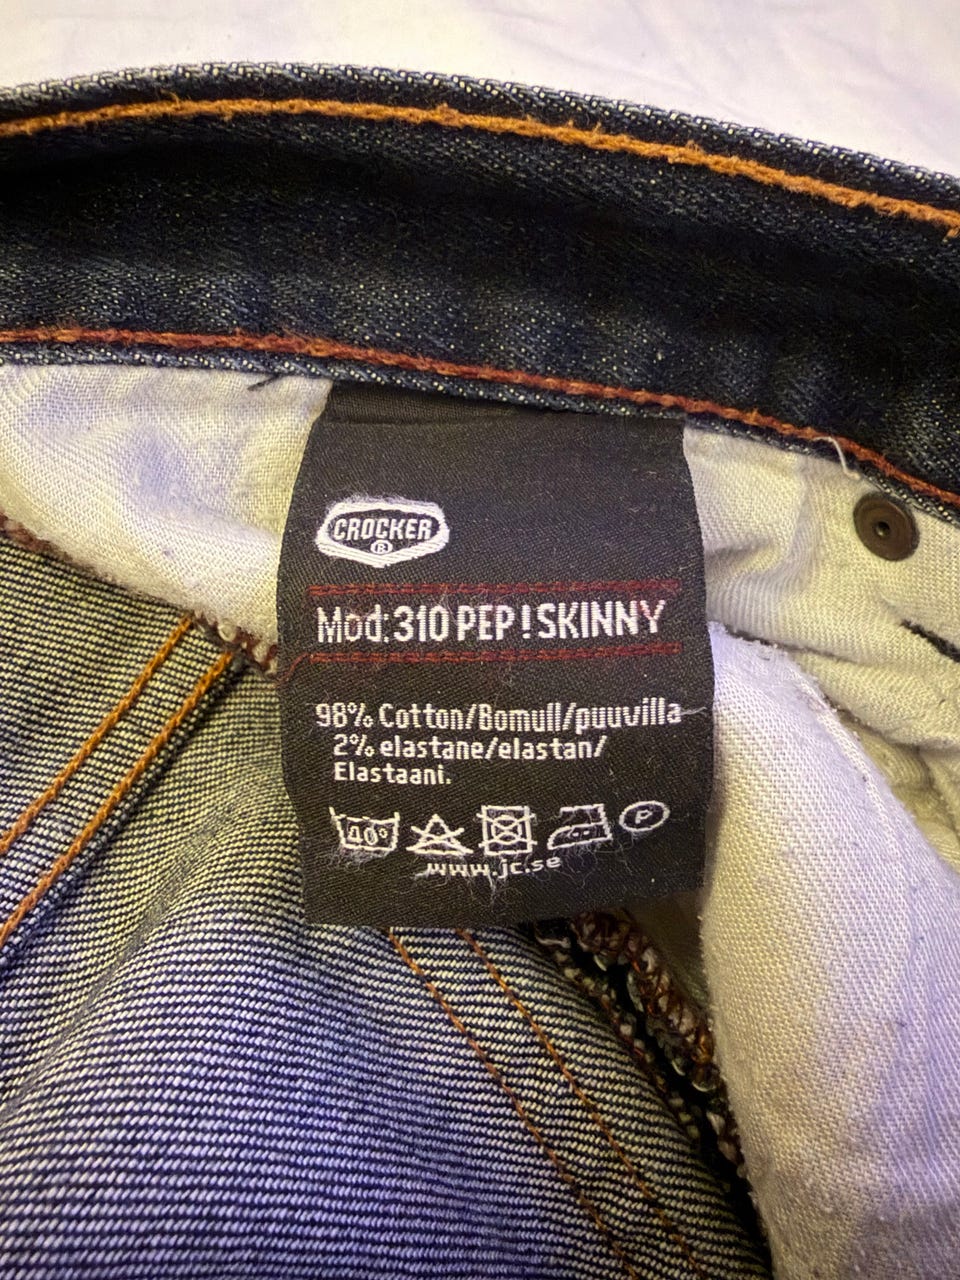 CROCKER
®
Mod:310 PEP!SKINNY
98% Cotton/Bomull/puuvilla
2% elastane/elastan/
Elastaani.
40° P
www.jc.se